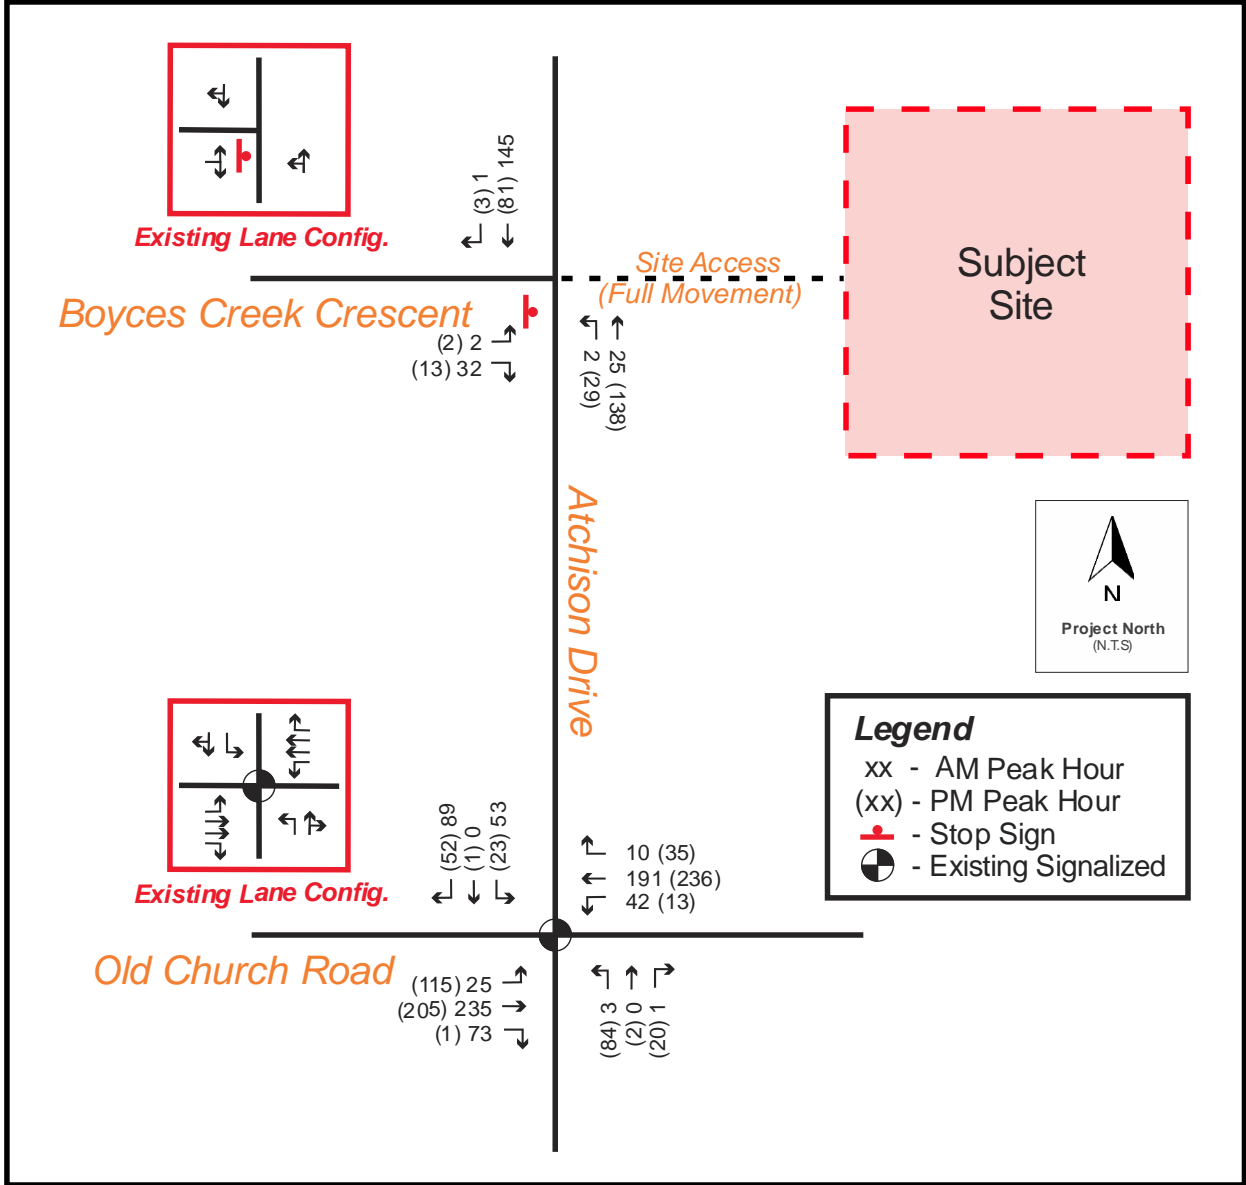 Existing Lane Config.
(3) 1
(81) 145
Site Access
(Full Movement)
Subject
Site
Boyces Creek Crescent
(2) 2
(13) 32
2 (29)
25 (138)
Atchison Drive
N
Project North
(N.T.S)
Legend
xx - AM Peak Hour
(xx) - PM Peak Hour
- Stop Sign
- Existing Signalized
Existing Lane Config.
(52) 89
(1) 0
(23) 53
10 (35)
191 (236)
42 (13)
Old Church Road
(115) 25
(205) 235
(1) 73
(84) 3
(2) 0
(20) 1